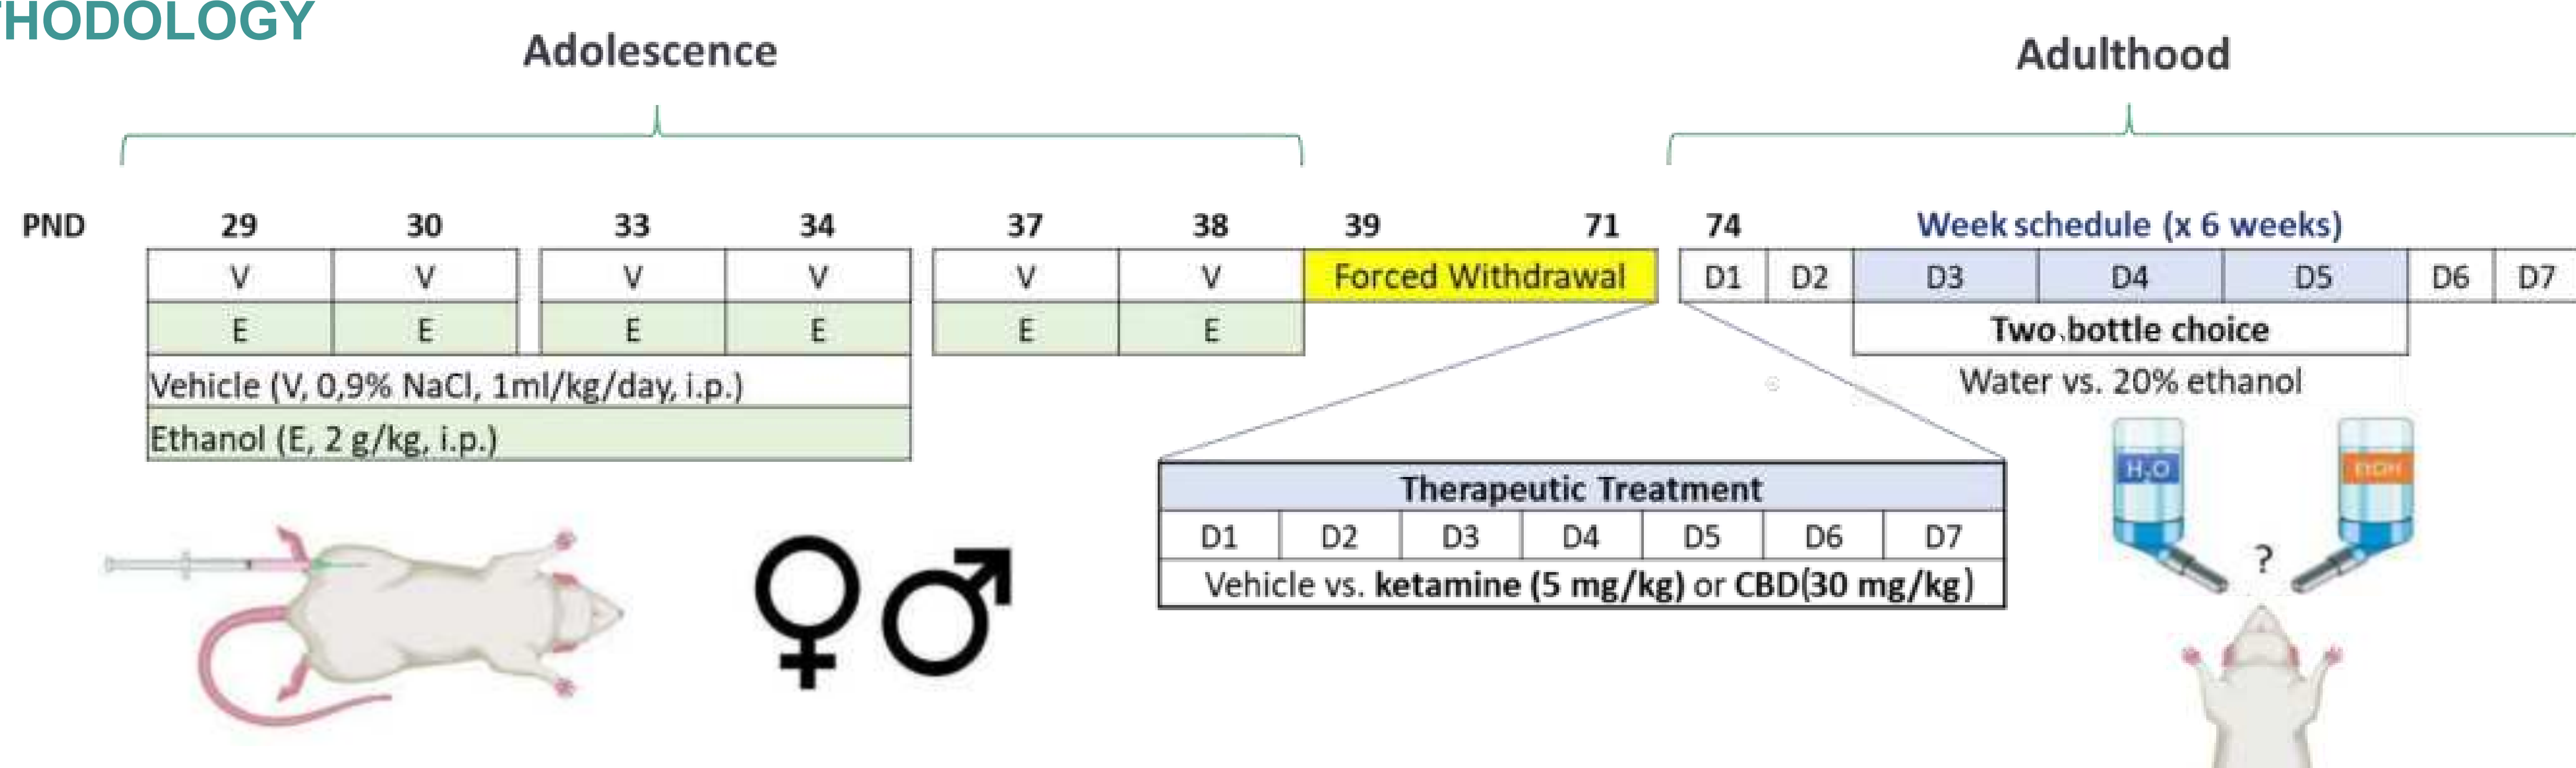 THODOLOGY
Adolescence
Adulthood
PND 29 30 33 34 37 38 39 71 74 Week schedule (x 6 weeks)
V V V V V V Forced Withdrawal D1 D2 D3 D4 D5 D6 D7
E E E E E E Two bottle choice
Vehicle (V, 0,9% NaCl, 1ml/kg/day, i.p.)
Water vs. 20% ethanol
Ethanol (E, 2 g/kg, i.p.)
H2O EtOH
Therapeutic Treatment
D1 D2 D3 D4 D5 D6 D7
Vehicle vs. ketamine (5 mg/kg) or CBD(30 mg/kg)
?